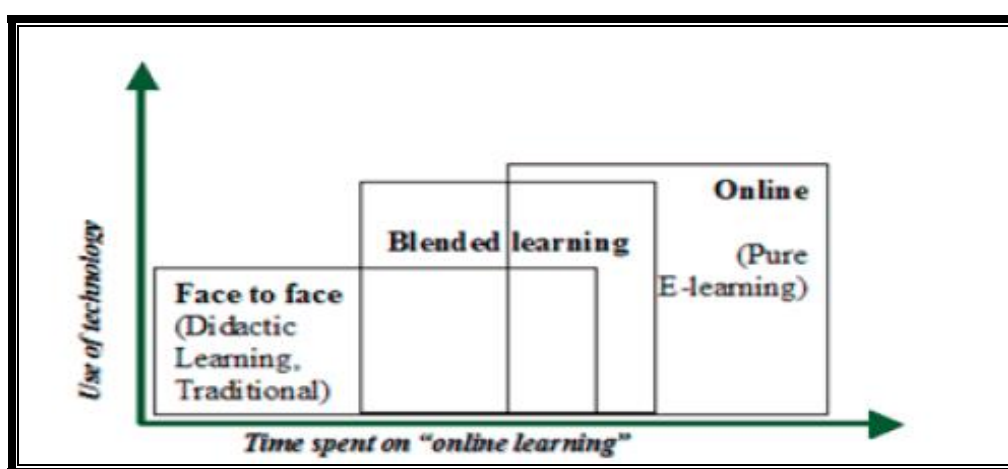 Use of technology
Online
(Pure
E-learning)
Blended learning
Face to face
(Didactic
Learning,
Traditional)
Time spent on “online learning”